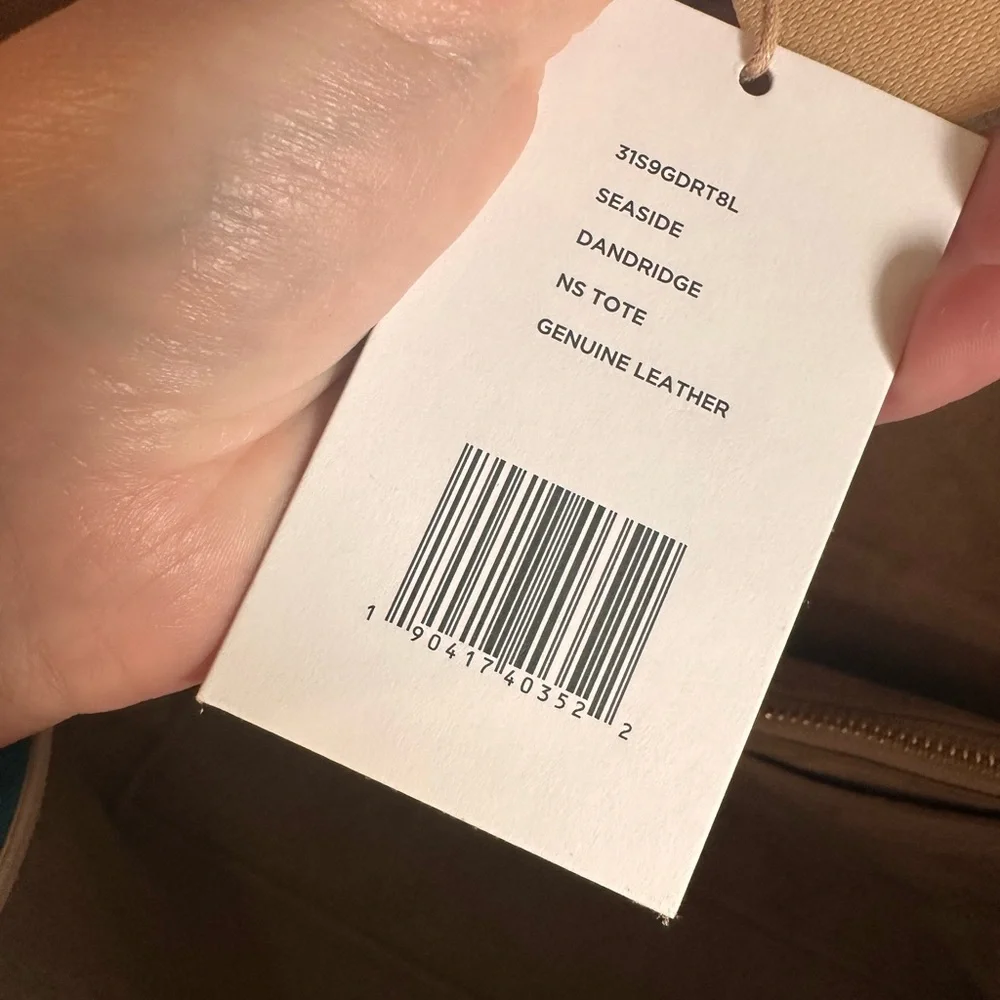 31S9GDRT8L
SEASIDE
DANDRIDGE
NS TOTE
GENUINE LEATHER
1 90417 40352 2